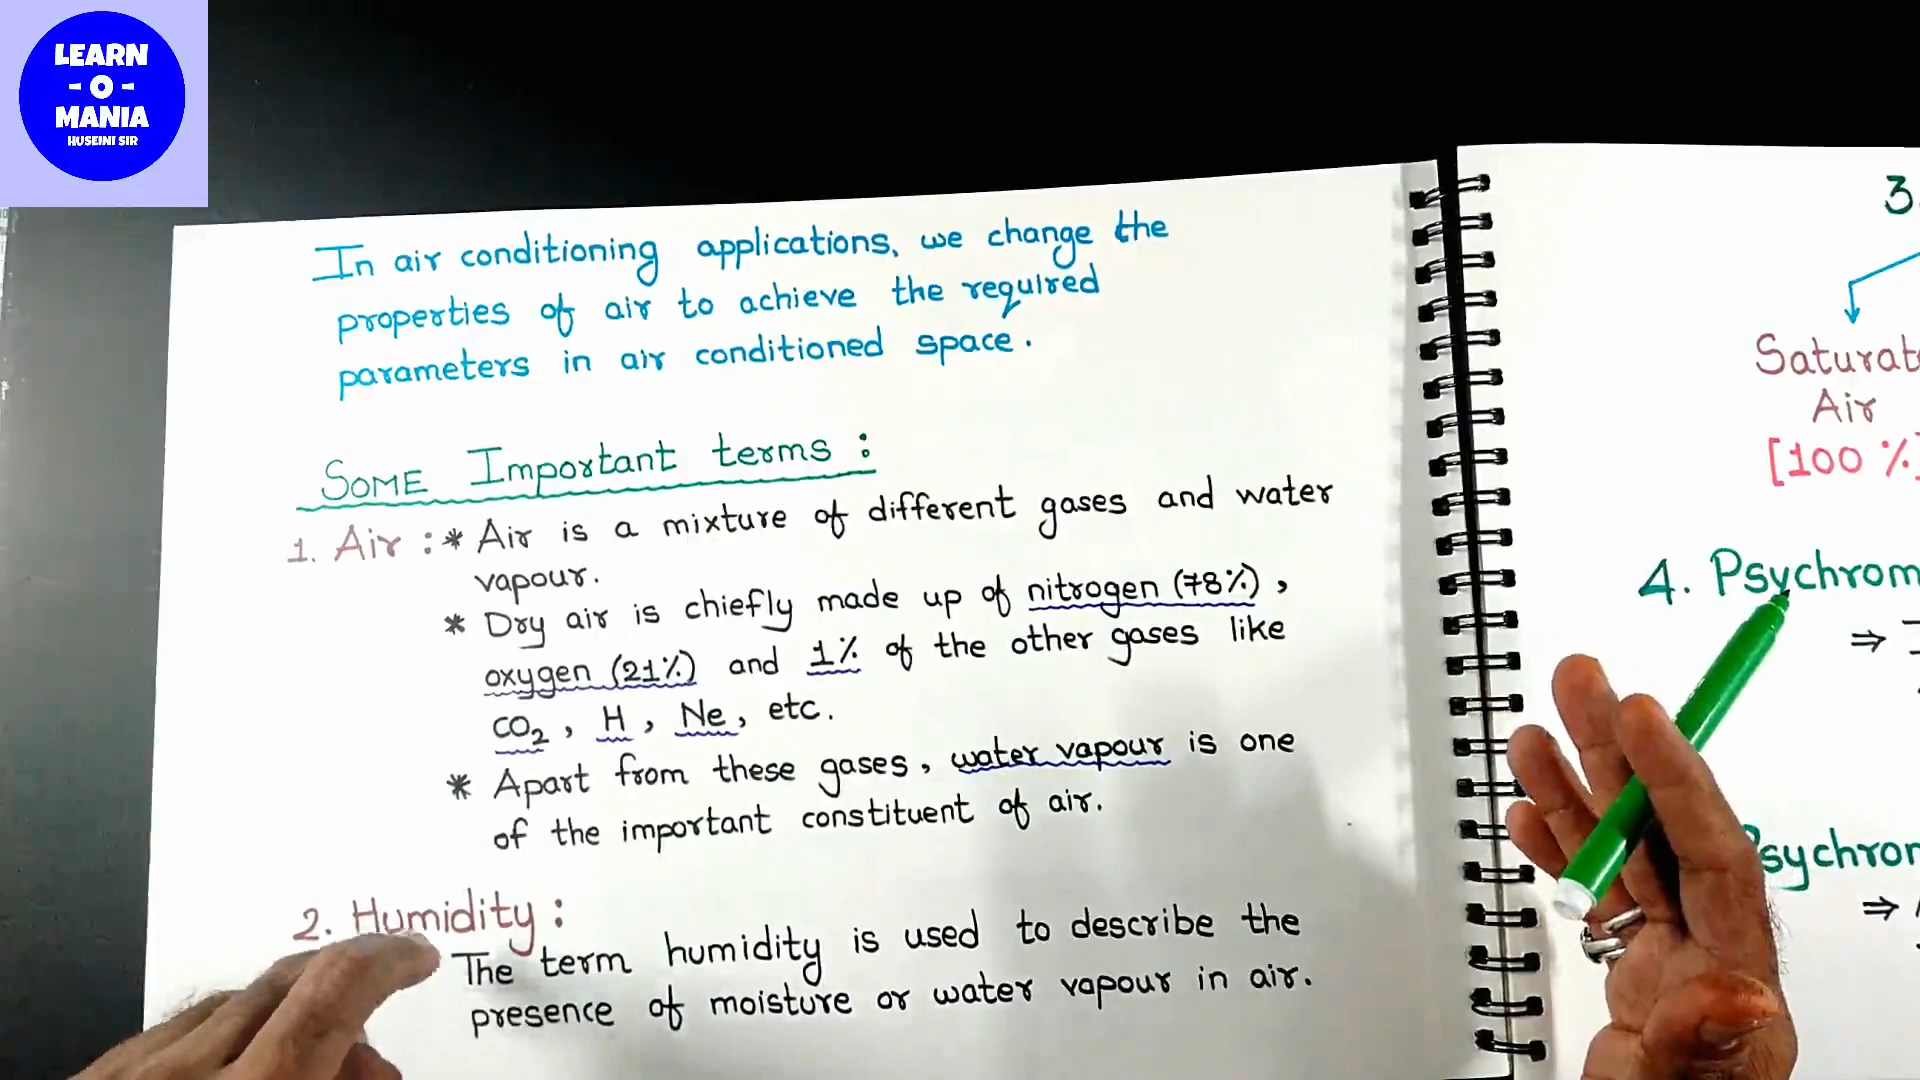 LEARN
- O -
MANIA
HUSEINI SIR
In air conditioning applications, we change the
properties of air to achieve the required
parameters in air conditioned space.
SOME Important terms :
1. Air : * Air is a mixture of different gases and water
vapour.
* Dry air is chiefly made up of nitrogen (78%),
oxygen (21%) and 1% of the other gases like
CO₂, H, Ne, etc.
* Apart from these gases, water vapour is one
of the important constituent of air.
2. Humidity :
The term humidity is used to describe the
presence of moisture or water vapour in air.
3.
Saturat
Air
[100 %]
4. Psychrom
⇒
sychrom
⇒